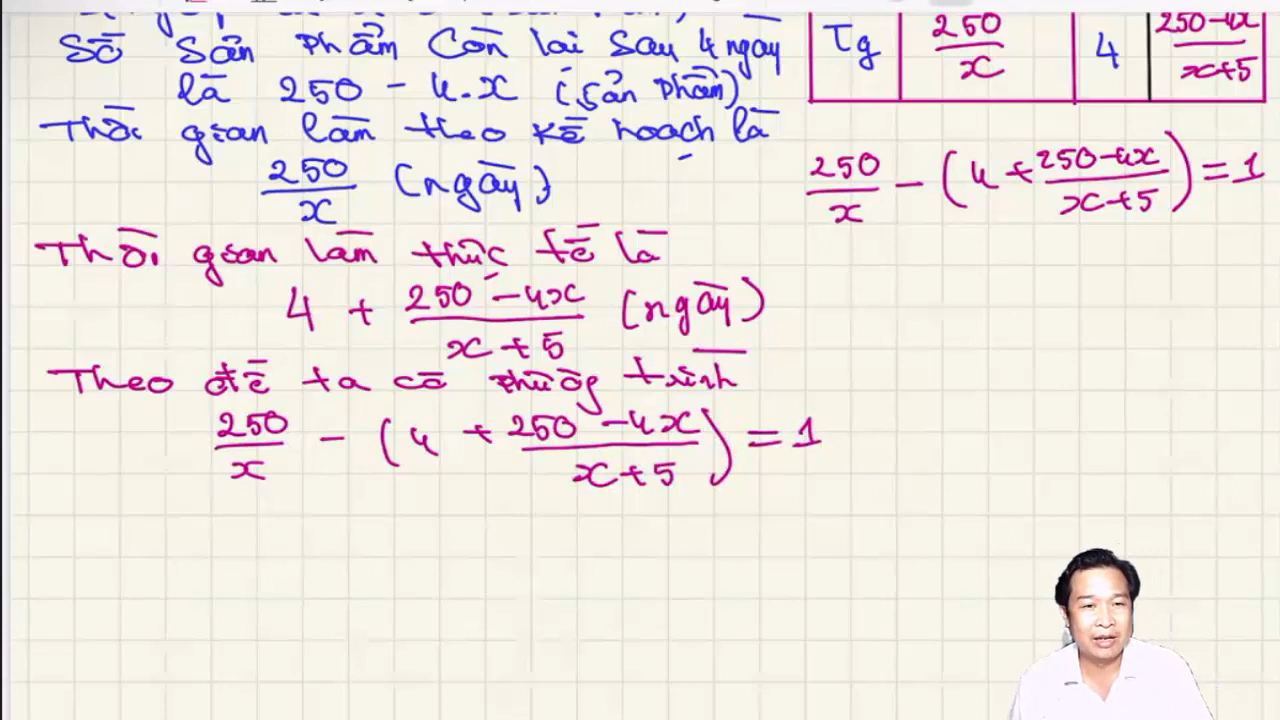 Số sản phẩm còn lại sau 4 ngày
là 250 - 4.x (sản phẩm)
Thời gian làm theo kế hoạch là
250/x (ngày)
Thời gian làm thực tế là
4 + (250 - 4x)/(x + 5) (ngày)
Theo đề ta có phương trình
250/x - (4 + (250 - 4x)/(x + 5)) = 1
Tg 250/x 4 (250 - 4x)/(x + 5)
250/x - (4 + (250 - 4x)/(x + 5)) = 1